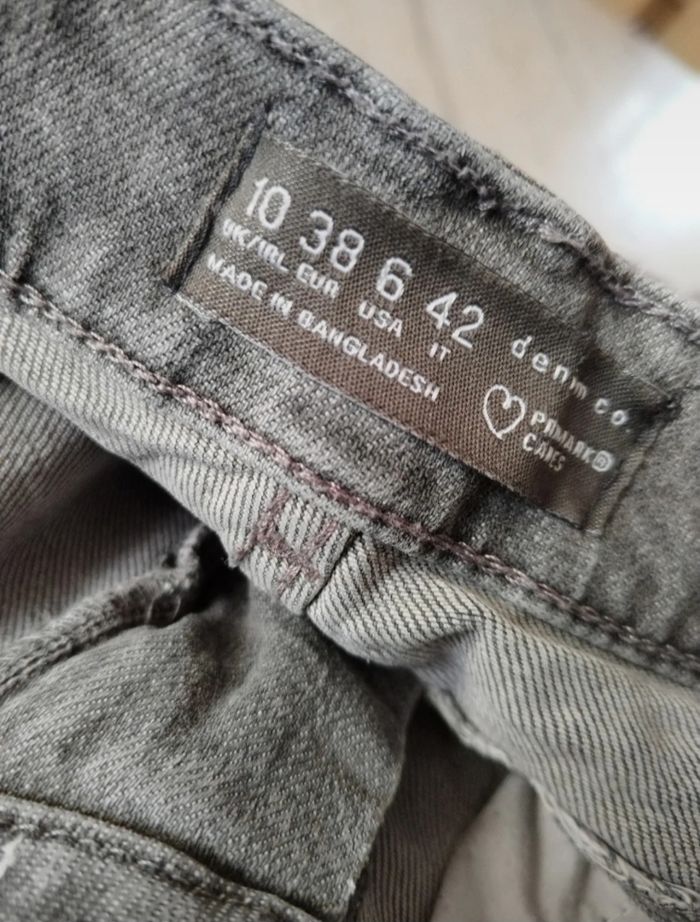 10 38 6 42
UK/IRL EUR USA IT
MADE IN BANGLADESH
denim co.
PRIMARK®
CARES